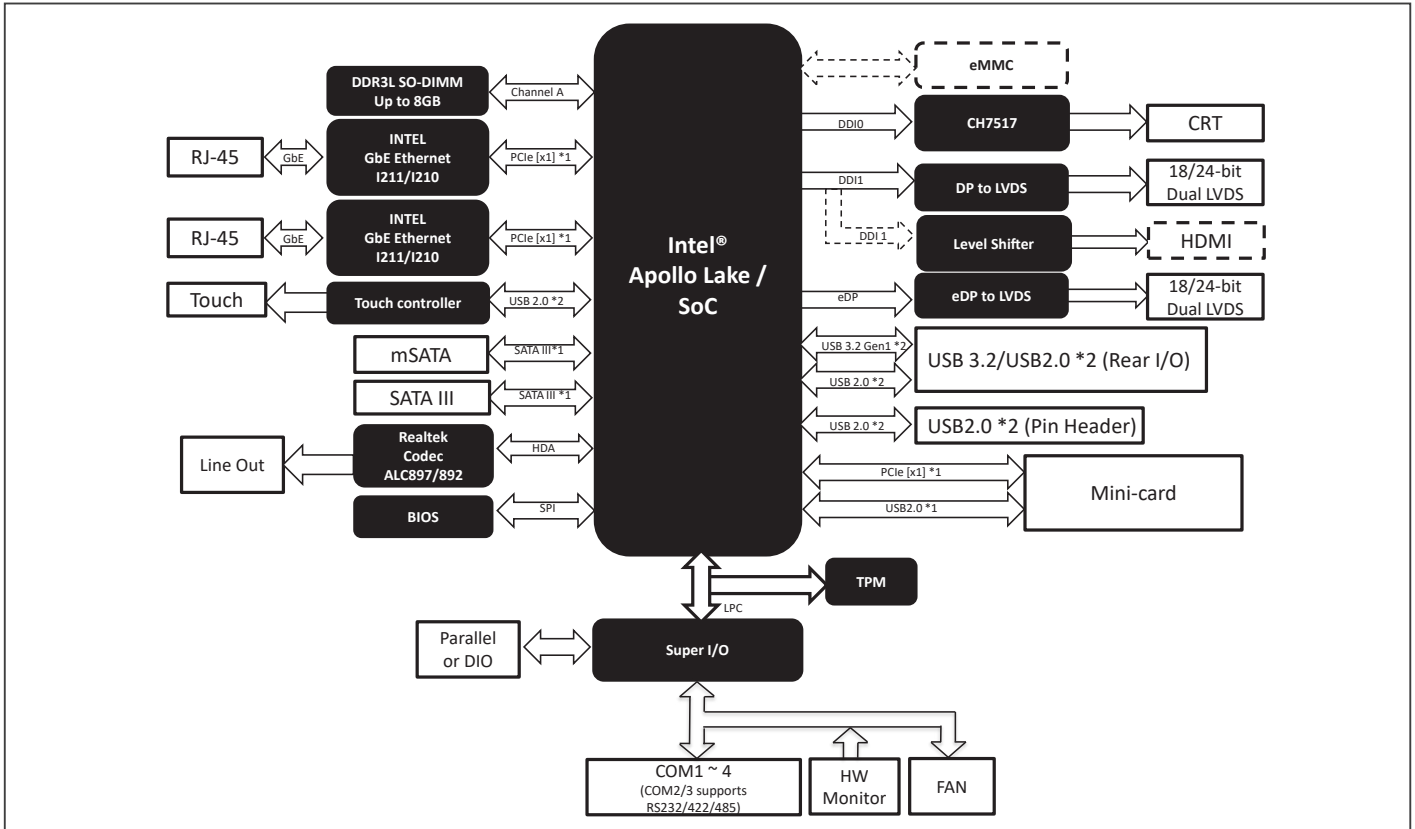 DDR3L SO-DIMM
Up to 8GB
Channel A
RJ-45
GbE
INTEL
GbE Ethernet
I211/I210
PCIe [x1] *1
RJ-45
GbE
INTEL
GbE Ethernet
I211/I210
PCIe [x1] *1
Touch
Touch controller
USB 2.0 *2
mSATA
SATA III*1
SATA III
SATA III *1
Line Out
Realtek
Codec
ALC897/892
HDA
BIOS
SPI
Intel®
Apollo Lake /
SoC
eMMC
DDI0
CH7517
CRT
DDI1
DP to LVDS
18/24-bit
Dual LVDS
DDI 1
Level Shifter
HDMI
eDP
eDP to LVDS
18/24-bit
Dual LVDS
USB 3.2 Gen1 *2
USB 2.0 *2
USB 3.2/USB2.0 *2 (Rear I/O)
USB 2.0 *2
USB2.0 *2 (Pin Header)
PCIe [x1] *1
USB2.0 *1
Mini-card
TPM
LPC
Parallel
or DIO
Super I/O
COM1 ~ 4
(COM2/3 supports
RS232/422/485)
HW
Monitor
FAN